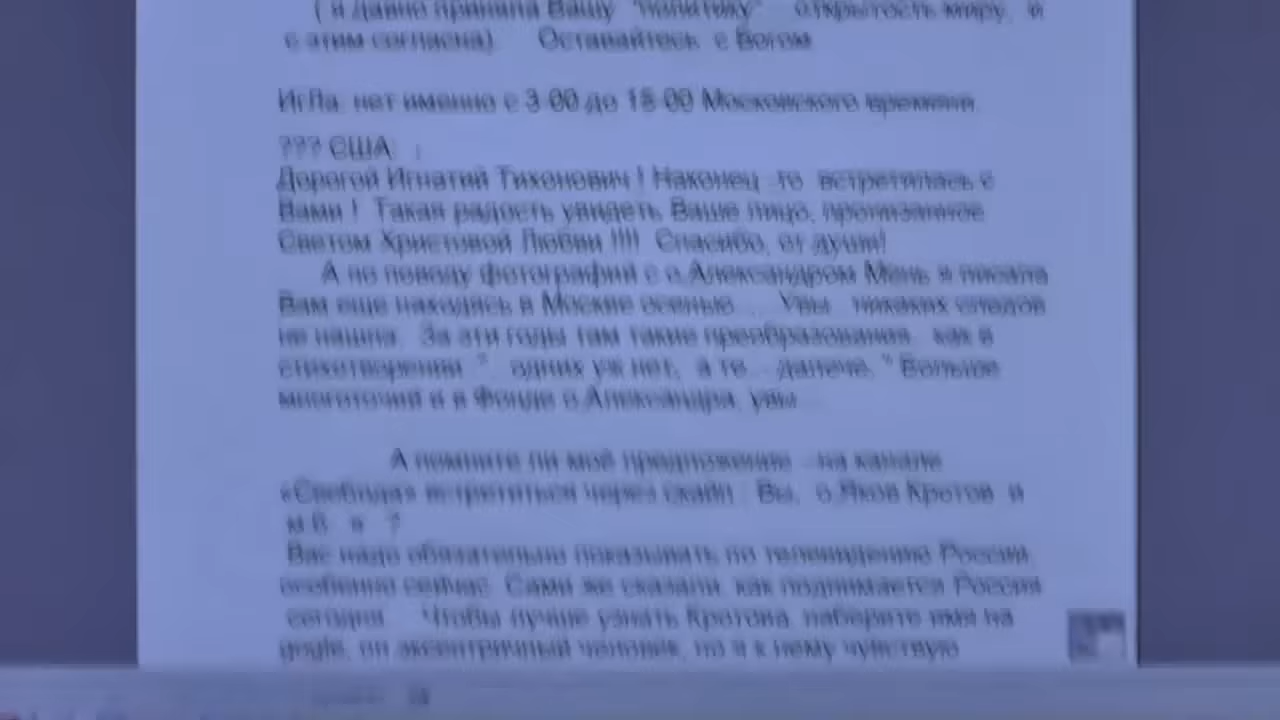 ( я давно приняла Вашу "политику" открытость миру, и
с этим согласна). Оставайтесь с Богом
ИгЛа: нет именно с 3-00 до 15-00 Московского времени.
??? США:
Дорогой Игнатий Тихонович ! Наконец -то встретилась с
Вами ! Такая радость увидеть Ваше лицо, пронизанное
Светом Христовой Любви !!!! Спасибо, от души!
А по поводу фотографий с о.Александром Мень я писала
Вам еще находясь в Москве осенью.... Увы никаких следов
не нашла. За эти годы там такие преобразования, как в
стихотворении " одних уж нет, а те... далече. " Больше
многоточий и в Фонде о.Александра, увы...
А помните ли моё предложение - на канале
«Свобода» встретиться через скайп : Вы, о.Яков Кротов и
я ?
Вас надо обязательно показывать по телевидению России,
особенно сейчас. Сами же сказали, как поднимается Россия
сегодня. Чтобы лучше узнать Кротова, наберите имя на
gogle, он эксцентричный человек, но я к нему чувствую